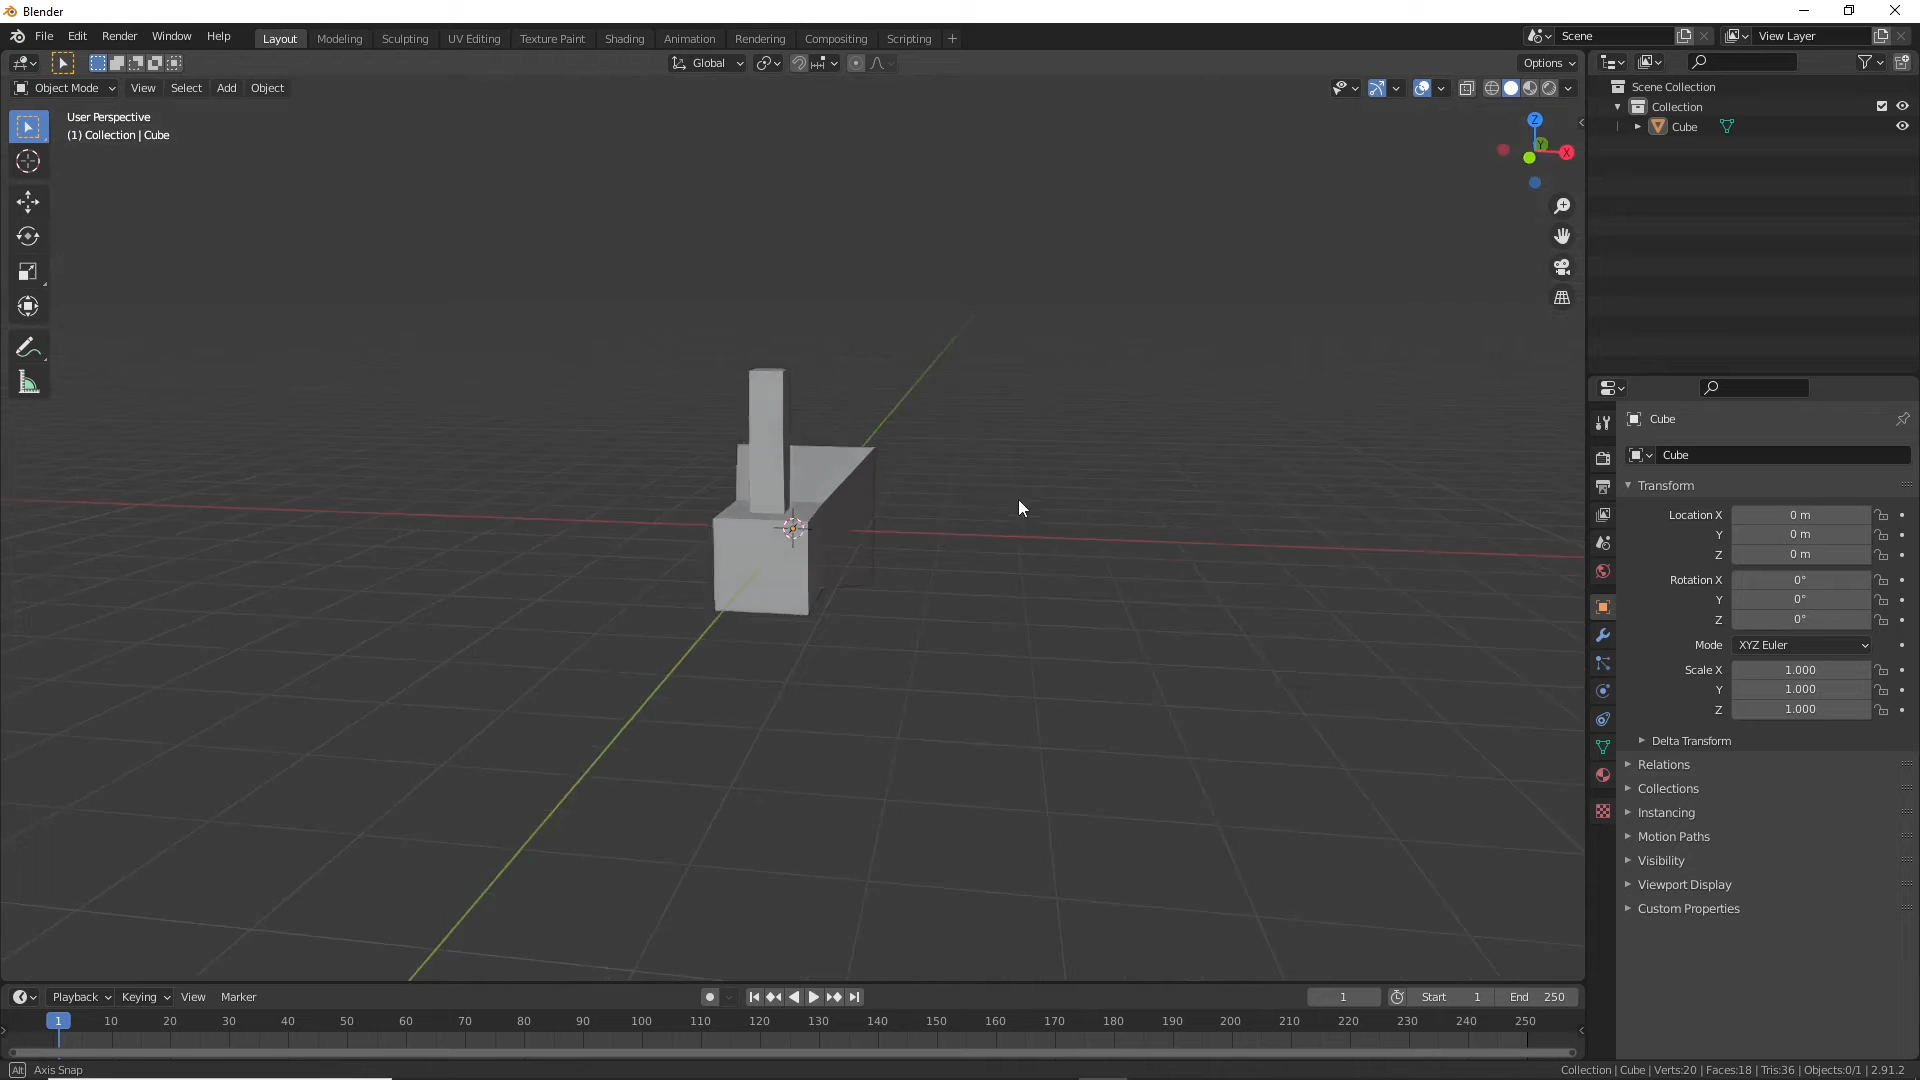 Blender
File Edit Render Window Help
Layout Modeling Sculpting UV Editing Texture Paint Shading Animation Rendering Compositing Scripting +
Scene
View Layer
Global
Options
Object Mode View Select Add Object
User Perspective
(1) Collection | Cube
Z
Y
X
Scene Collection
Collection
Cube
Cube
Cube
Transform
Location X 0 m
Y 0 m
Z 0 m
Rotation X 0°
Y 0°
Z 0°
Mode XYZ Euler
Scale X 1.000
Y 1.000
Z 1.000
Delta Transform
Relations
Collections
Instancing
Motion Paths
Visibility
Viewport Display
Custom Properties
Playback Keying View Marker
1 Start 1 End 250
1 10 20 30 40 50 60 70 80 90 100 110 120 130 140 150 160 170 180 190 200 210 220 230 240 250
Alt Axis Snap
Collection | Cube | Verts:20 | Faces:18 | Tris:36 | Objects:0/1 | 2.91.2